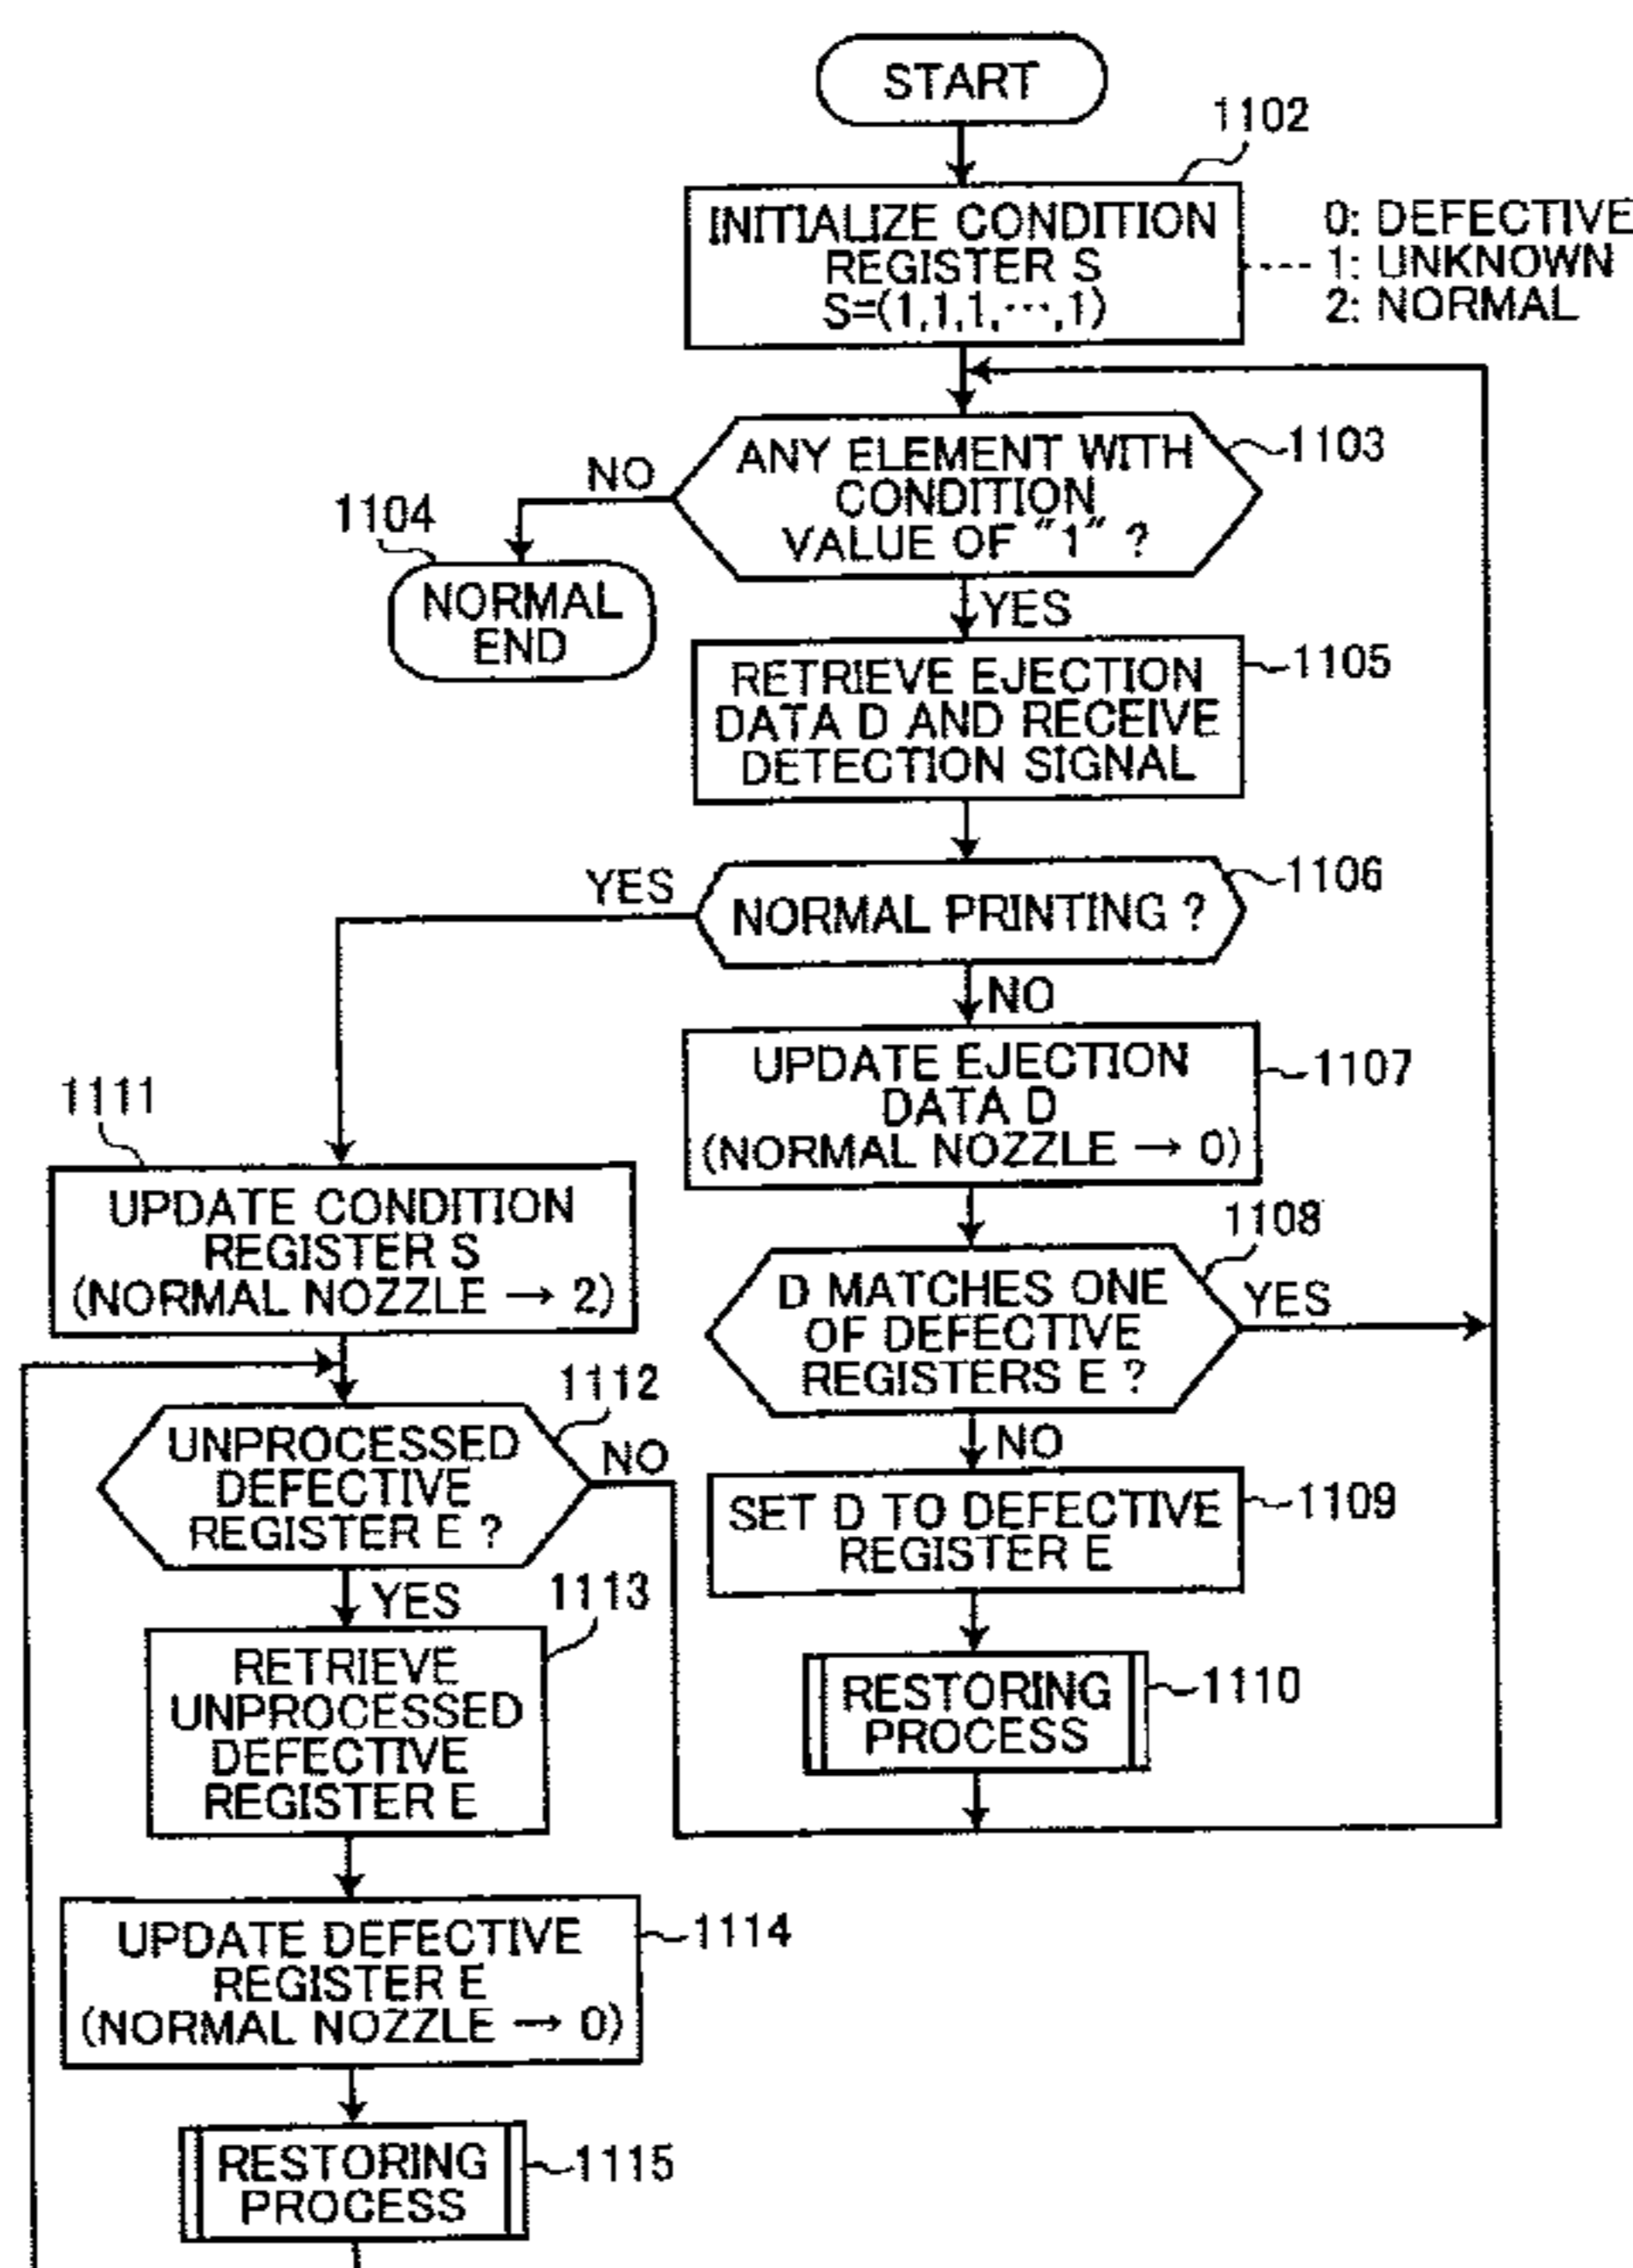 START
1102
INITIALIZE CONDITION
REGISTER S
S=(1,1,1,···,1)
0: DEFECTIVE
1: UNKNOWN
2: NORMAL
1103
ANY ELEMENT WITH
CONDITION
VALUE OF "1" ?
NO
1104
NORMAL
END
YES
1105
RETRIEVE EJECTION
DATA D AND RECEIVE
DETECTION SIGNAL
1106
NORMAL PRINTING ?
YES
NO
1107
UPDATE EJECTION
DATA D
(NORMAL NOZZLE → 0)
1111
UPDATE CONDITION
REGISTER S
(NORMAL NOZZLE → 2)
1108
D MATCHES ONE
OF DEFECTIVE
REGISTERS E ?
YES
NO
1112
UNPROCESSED
DEFECTIVE
REGISTER E ?
NO
YES
1109
SET D TO DEFECTIVE
REGISTER E
1113
RETRIEVE
UNPROCESSED
DEFECTIVE
REGISTER E
1110
RESTORING
PROCESS
1114
UPDATE DEFECTIVE
REGISTER E
(NORMAL NOZZLE → 0)
1115
RESTORING
PROCESS